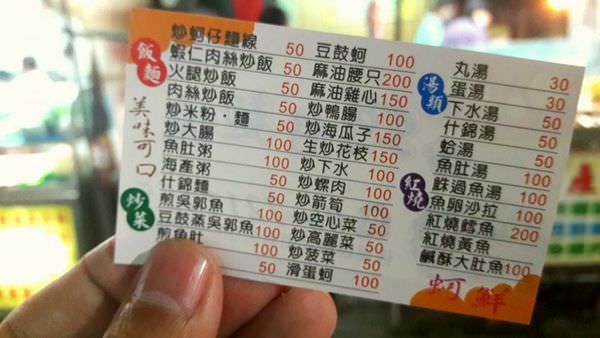 飯麵
炒蚵仔麵線 50
蝦仁肉絲炒飯 50
火腿炒飯 50
肉絲炒飯 50
炒米粉·麵 50
炒大腸 100
魚肚粥 100
海產粥 100
什錦麵 50
煎吳郭魚 100
豆鼓蒸吳郭魚 100
煎魚肚 100
50
美味可口
炒菜
豆鼓蚵 100
麻油腰只 200
麻油雞心 150
炒鴨腸 100
炒海瓜子 150
生炒花枝 150
炒下水 100
炒螺肉 100
炒箭筍 100
炒空心菜 50
炒高麗菜 50
炒菠菜 50
滑蛋蚵 100
湯類
丸湯 30
蛋湯 30
下水湯 50
什錦湯 50
蛤湯 50
魚肚湯 100
紅燒
酥過魚湯 100
魚卵沙拉 100
紅燒鱈魚 200
紅燒黃魚
鹹酥大肚魚 100
蚵鮮